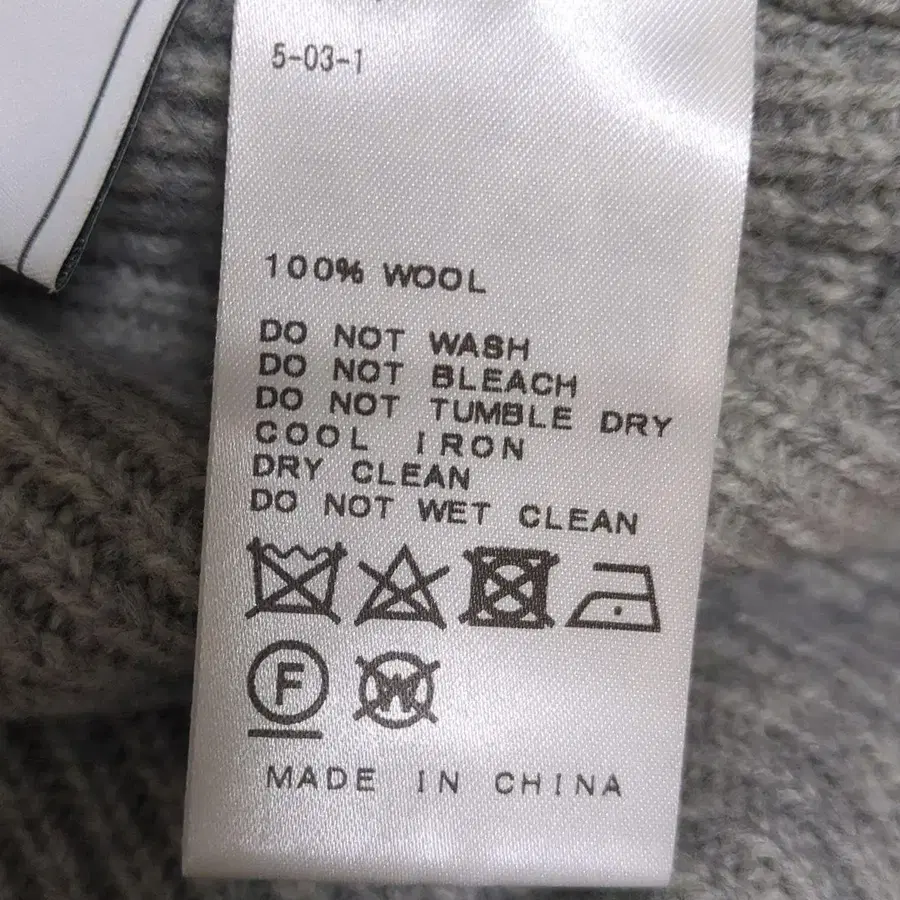 5-03-1
100% WOOL
DO NOT WASH
DO NOT BLEACH
DO NOT TUMBLE DRY
COOL IRON
DRY CLEAN
DO NOT WET CLEAN
F
W
MADE IN CHINA